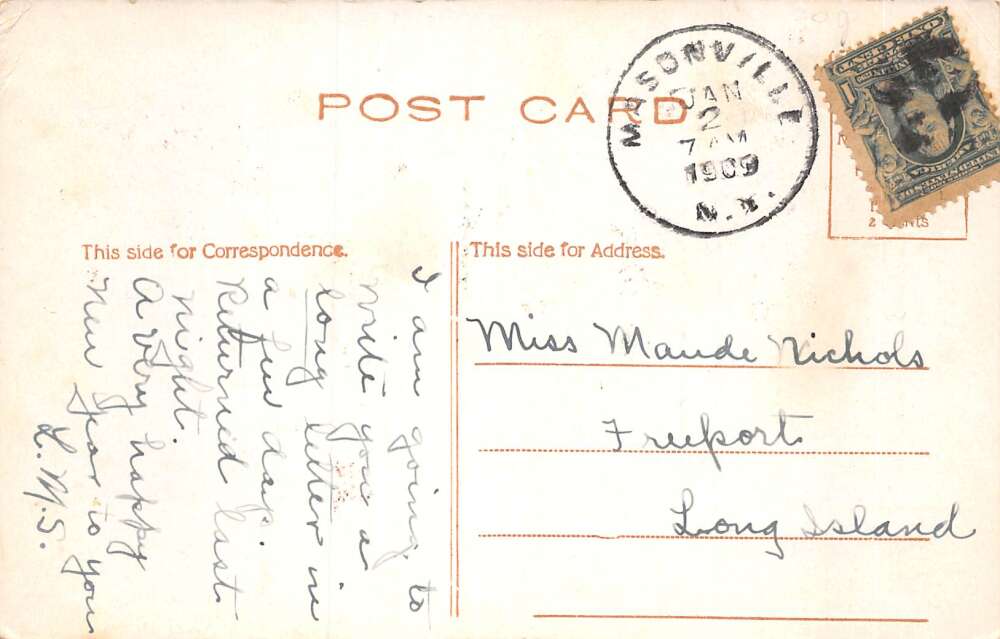 POST CARD
MASONVILLE
JAN
2
7 AM
1909
N.Y.
This side for Correspondence.
This side for Address.
I am going to
write you a
long letter in
a few days.
Returned last
night.
A very happy
New Year to you
L.M.S.
Miss Maude Nichols
Freeport
Long Island